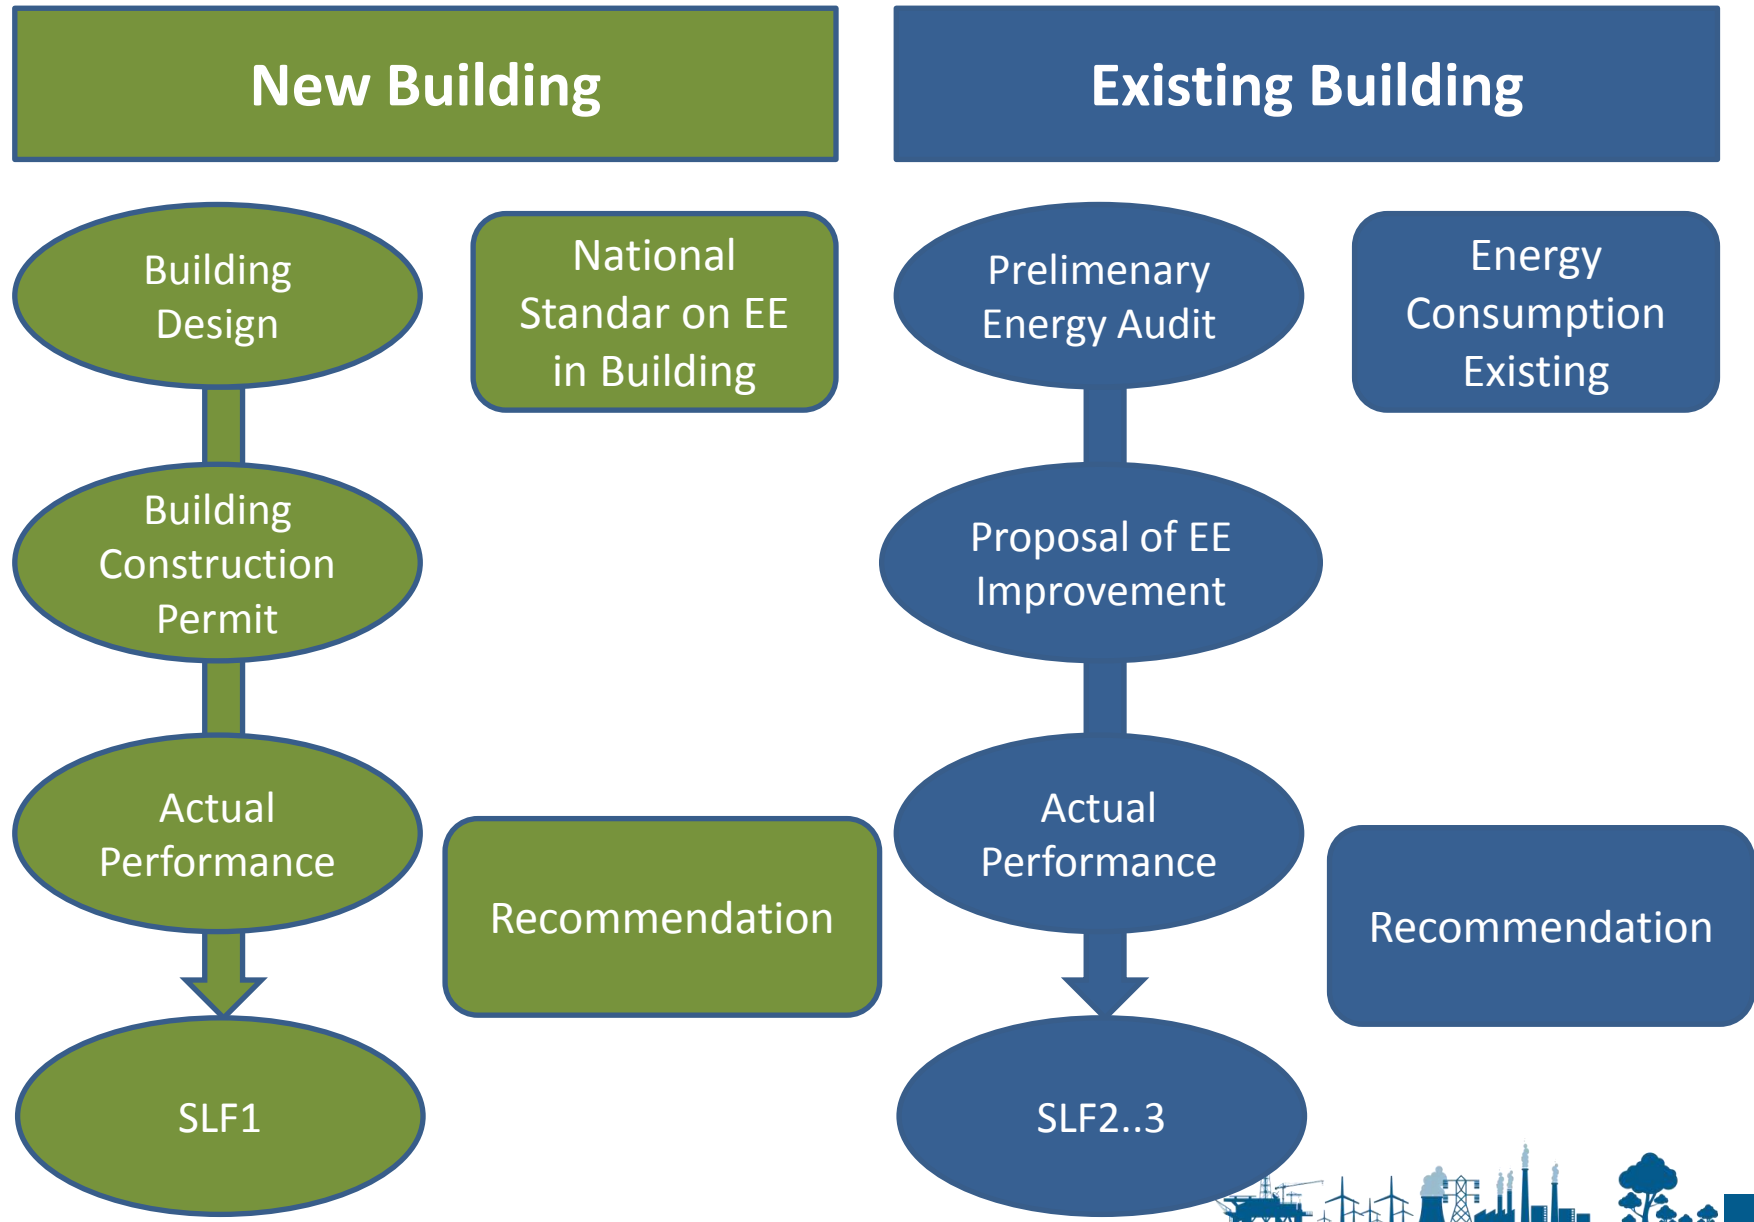 New Building
Building
Design
National
Standar on EE
in Building
Building
Construction
Permit
Actual
Performance
Recommendation
SLF1
Existing Building
Prelimenary
Energy Audit
Energy
Consumption
Existing
Proposal of EE
Improvement
Actual
Performance
Recommendation
SLF2..3